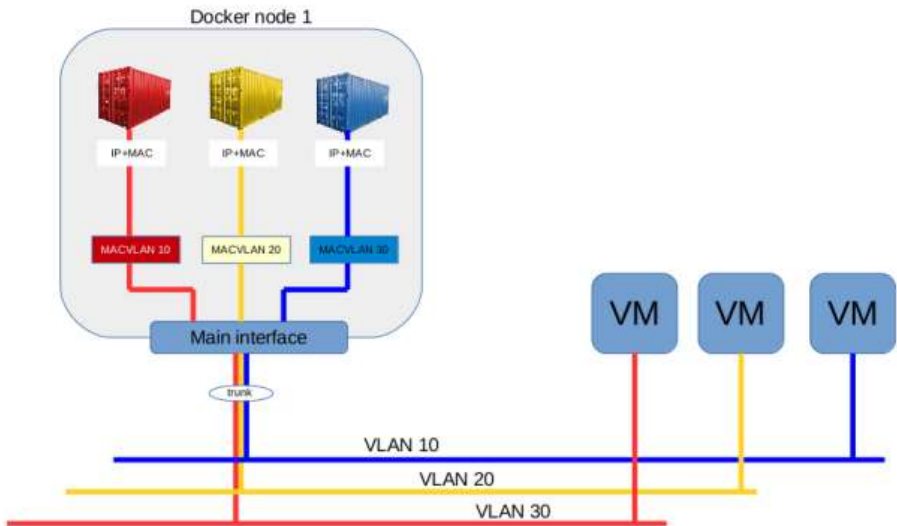 Docker node 1
IP+MAC
IP+MAC
IP+MAC
MACVLAN 10
MACVLAN 20
MACVLAN 30
VM
VM
VM
Main interface
trunk
VLAN 10
VLAN 20
VLAN 30